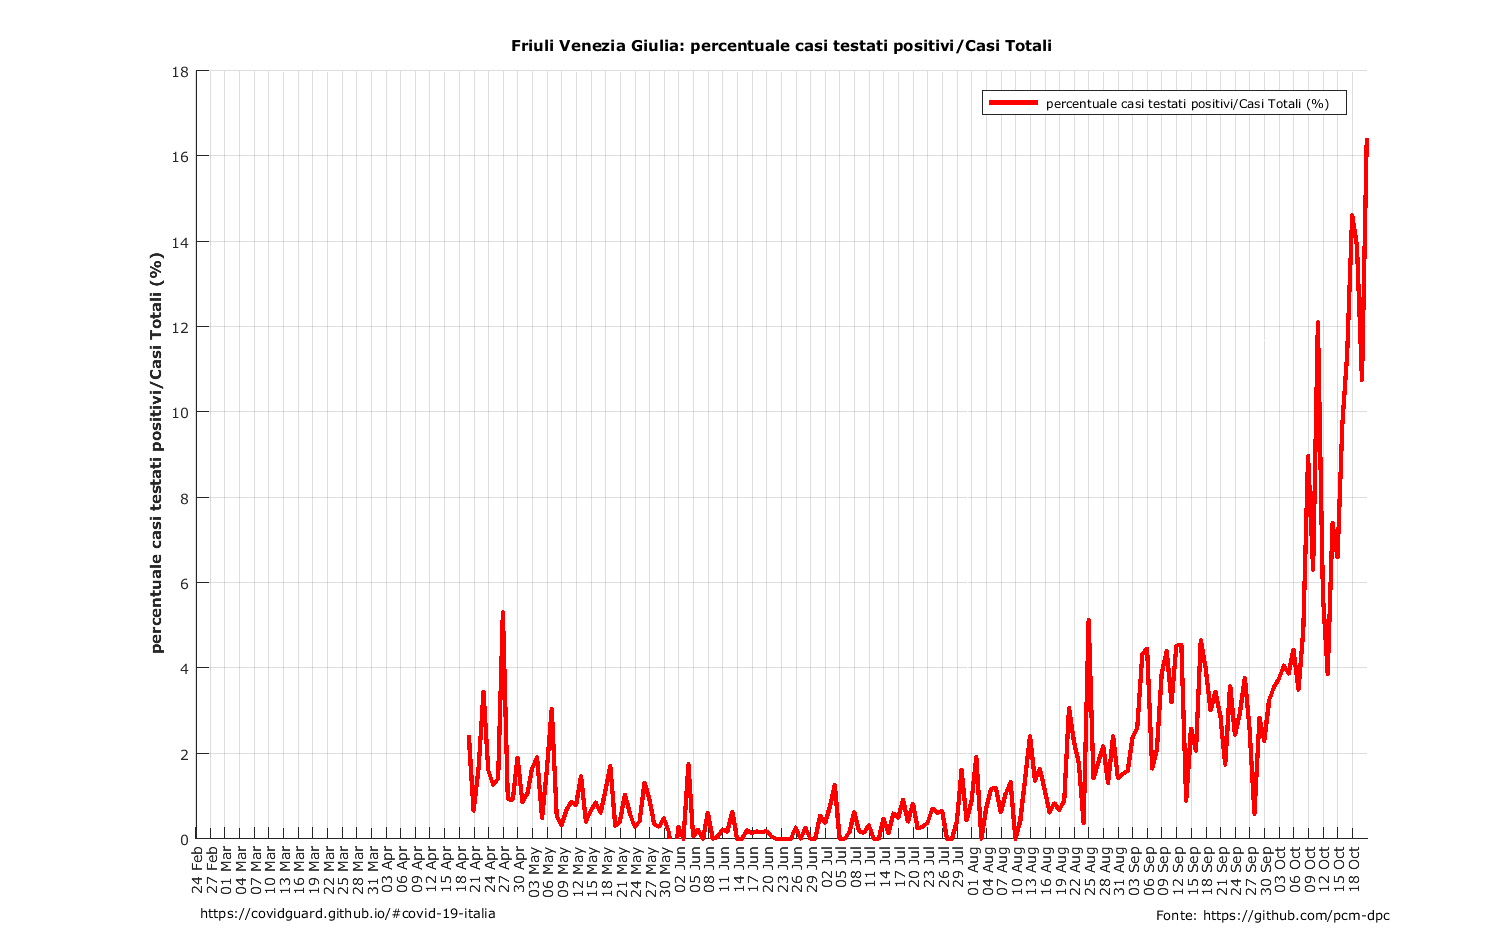 Friuli Venezia Giulia: percentuale casi testati positivi/Casi Totali
percentuale casi testati positivi/Casi Totali (%)
percentuale casi testati positivi/Casi Totali (%)
18
16
14
12
10
8
6
4
2
0
24 Feb
27 Feb
01 Mar
04 Mar
07 Mar
10 Mar
13 Mar
16 Mar
19 Mar
22 Mar
25 Mar
28 Mar
31 Mar
03 Apr
06 Apr
09 Apr
12 Apr
15 Apr
18 Apr
21 Apr
24 Apr
27 Apr
30 Apr
03 May
06 May
09 May
12 May
15 May
18 May
21 May
24 May
27 May
30 May
02 Jun
05 Jun
08 Jun
11 Jun
14 Jun
17 Jun
20 Jun
23 Jun
26 Jun
29 Jun
02 Jul
05 Jul
08 Jul
11 Jul
14 Jul
17 Jul
20 Jul
23 Jul
26 Jul
29 Jul
01 Aug
04 Aug
07 Aug
10 Aug
13 Aug
16 Aug
19 Aug
22 Aug
25 Aug
28 Aug
31 Aug
03 Sep
06 Sep
09 Sep
12 Sep
15 Sep
18 Sep
21 Sep
24 Sep
27 Sep
30 Sep
03 Oct
06 Oct
09 Oct
12 Oct
15 Oct
18 Oct
https://covidguard.github.io/#covid-19-italia
Fonte: https://github.com/pcm-dpc